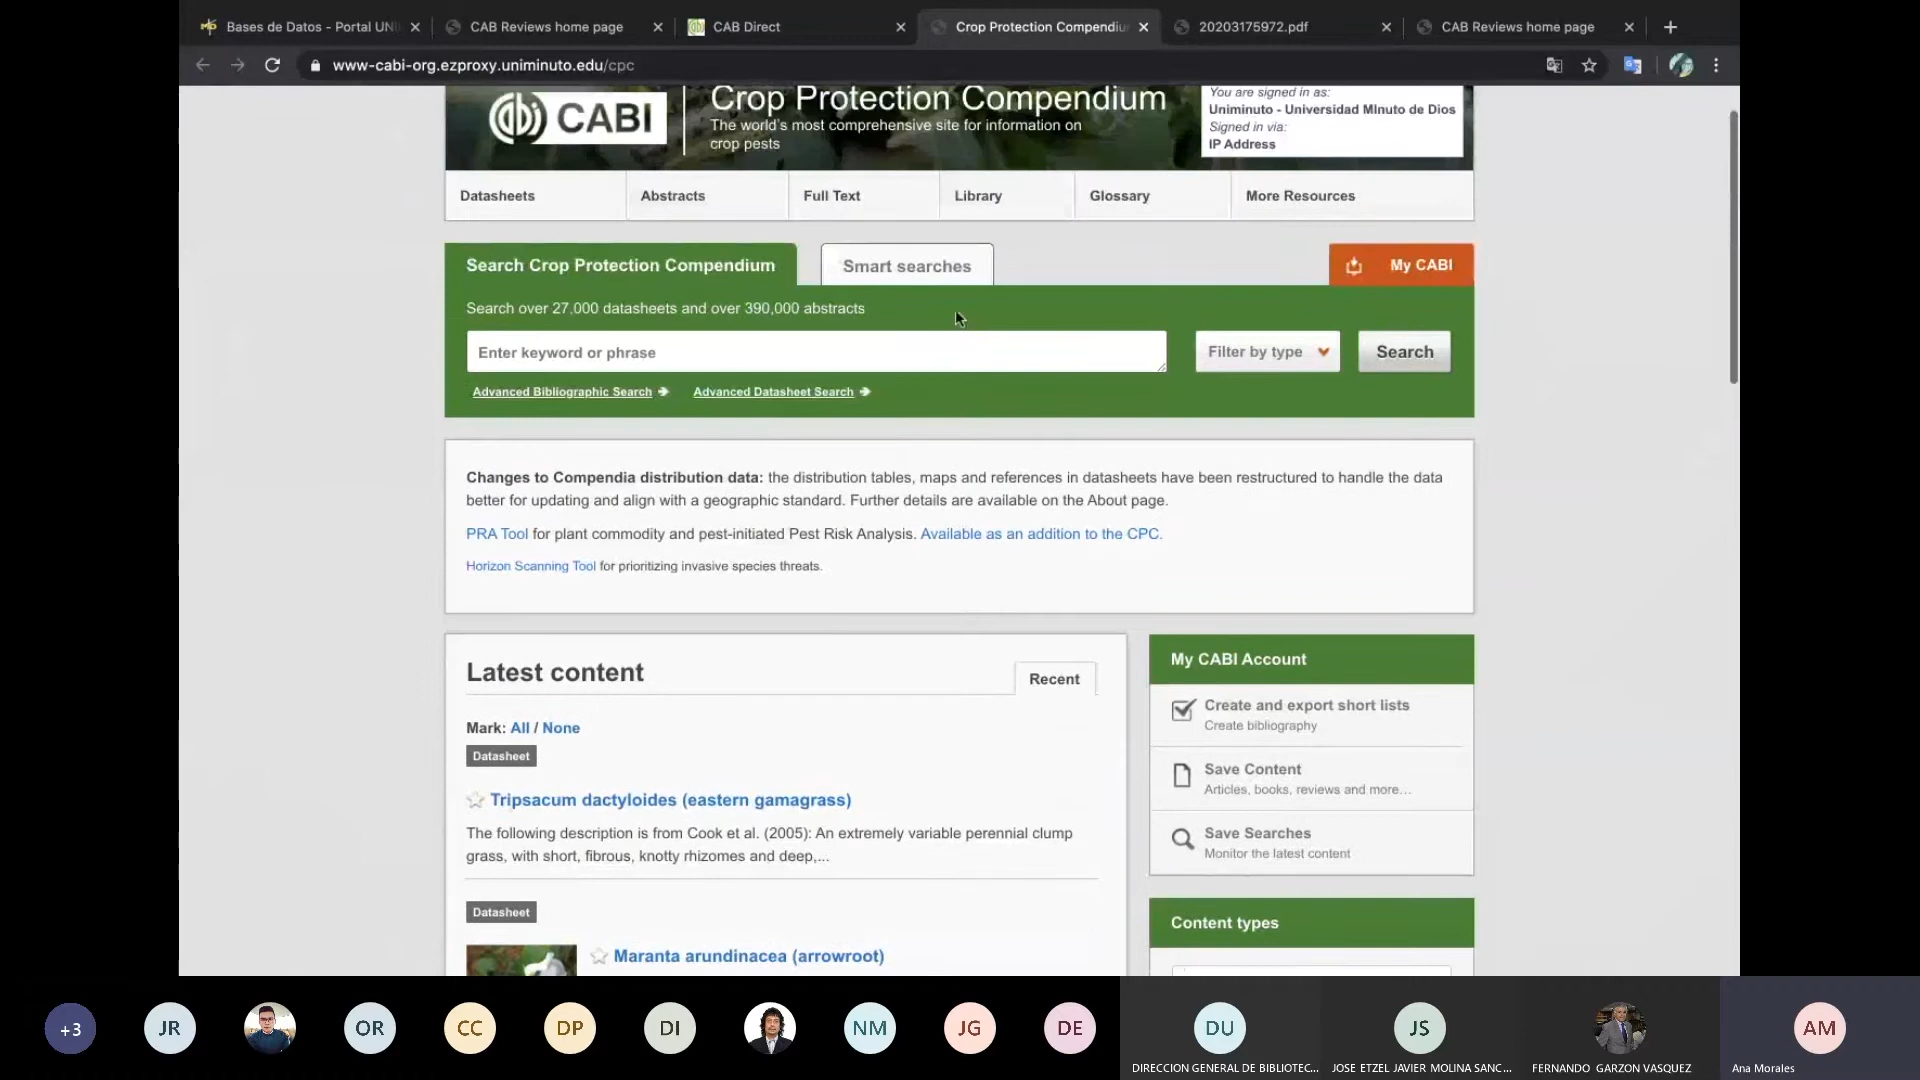 Bases de Datos - Portal UNI
CAB Reviews home page
CAB Direct
Crop Protection Compendiu
20203175972.pdf
CAB Reviews home page
www-cabi-org.ezproxy.uniminuto.edu/cpc
CABI
Crop Protection Compendium
The world's most comprehensive site for information on
crop pests
You are signed in as:
Uniminuto - Universidad MInuto de Dios
Signed in via:
IP Address
Datasheets
Abstracts
Full Text
Library
Glossary
More Resources
Search Crop Protection Compendium
Smart searches
My CABI
Search over 27,000 datasheets and over 390,000 abstracts
Enter keyword or phrase
Filter by type
Search
Advanced Bibliographic Search
Advanced Datasheet Search
Changes to Compendia distribution data: the distribution tables, maps and references in datasheets have been restructured to handle the data
better for updating and align with a geographic standard. Further details are available on the About page.
PRA Tool for plant commodity and pest-initiated Pest Risk Analysis. Available as an addition to the CPC.
Horizon Scanning Tool for prioritizing invasive species threats.
Latest content
Recent
Mark: All / None
Datasheet
Tripsacum dactyloides (eastern gamagrass)
The following description is from Cook et al. (2005): An extremely variable perennial clump
grass, with short, fibrous, knotty rhizomes and deep,...
Datasheet
Maranta arundinacea (arrowroot)
My CABI Account
Create and export short lists
Create bibliography
Save Content
Articles, books, reviews and more...
Save Searches
Monitor the latest content
Content types
+3
JR
OR
CC
DP
DI
NM
JG
DE
DU
JS
AM
DIRECCION GENERAL DE BIBLIOTEC...
JOSE ETZEL JAVIER MOLINA SANC...
FERNANDO GARZON VASQUEZ
Ana Morales